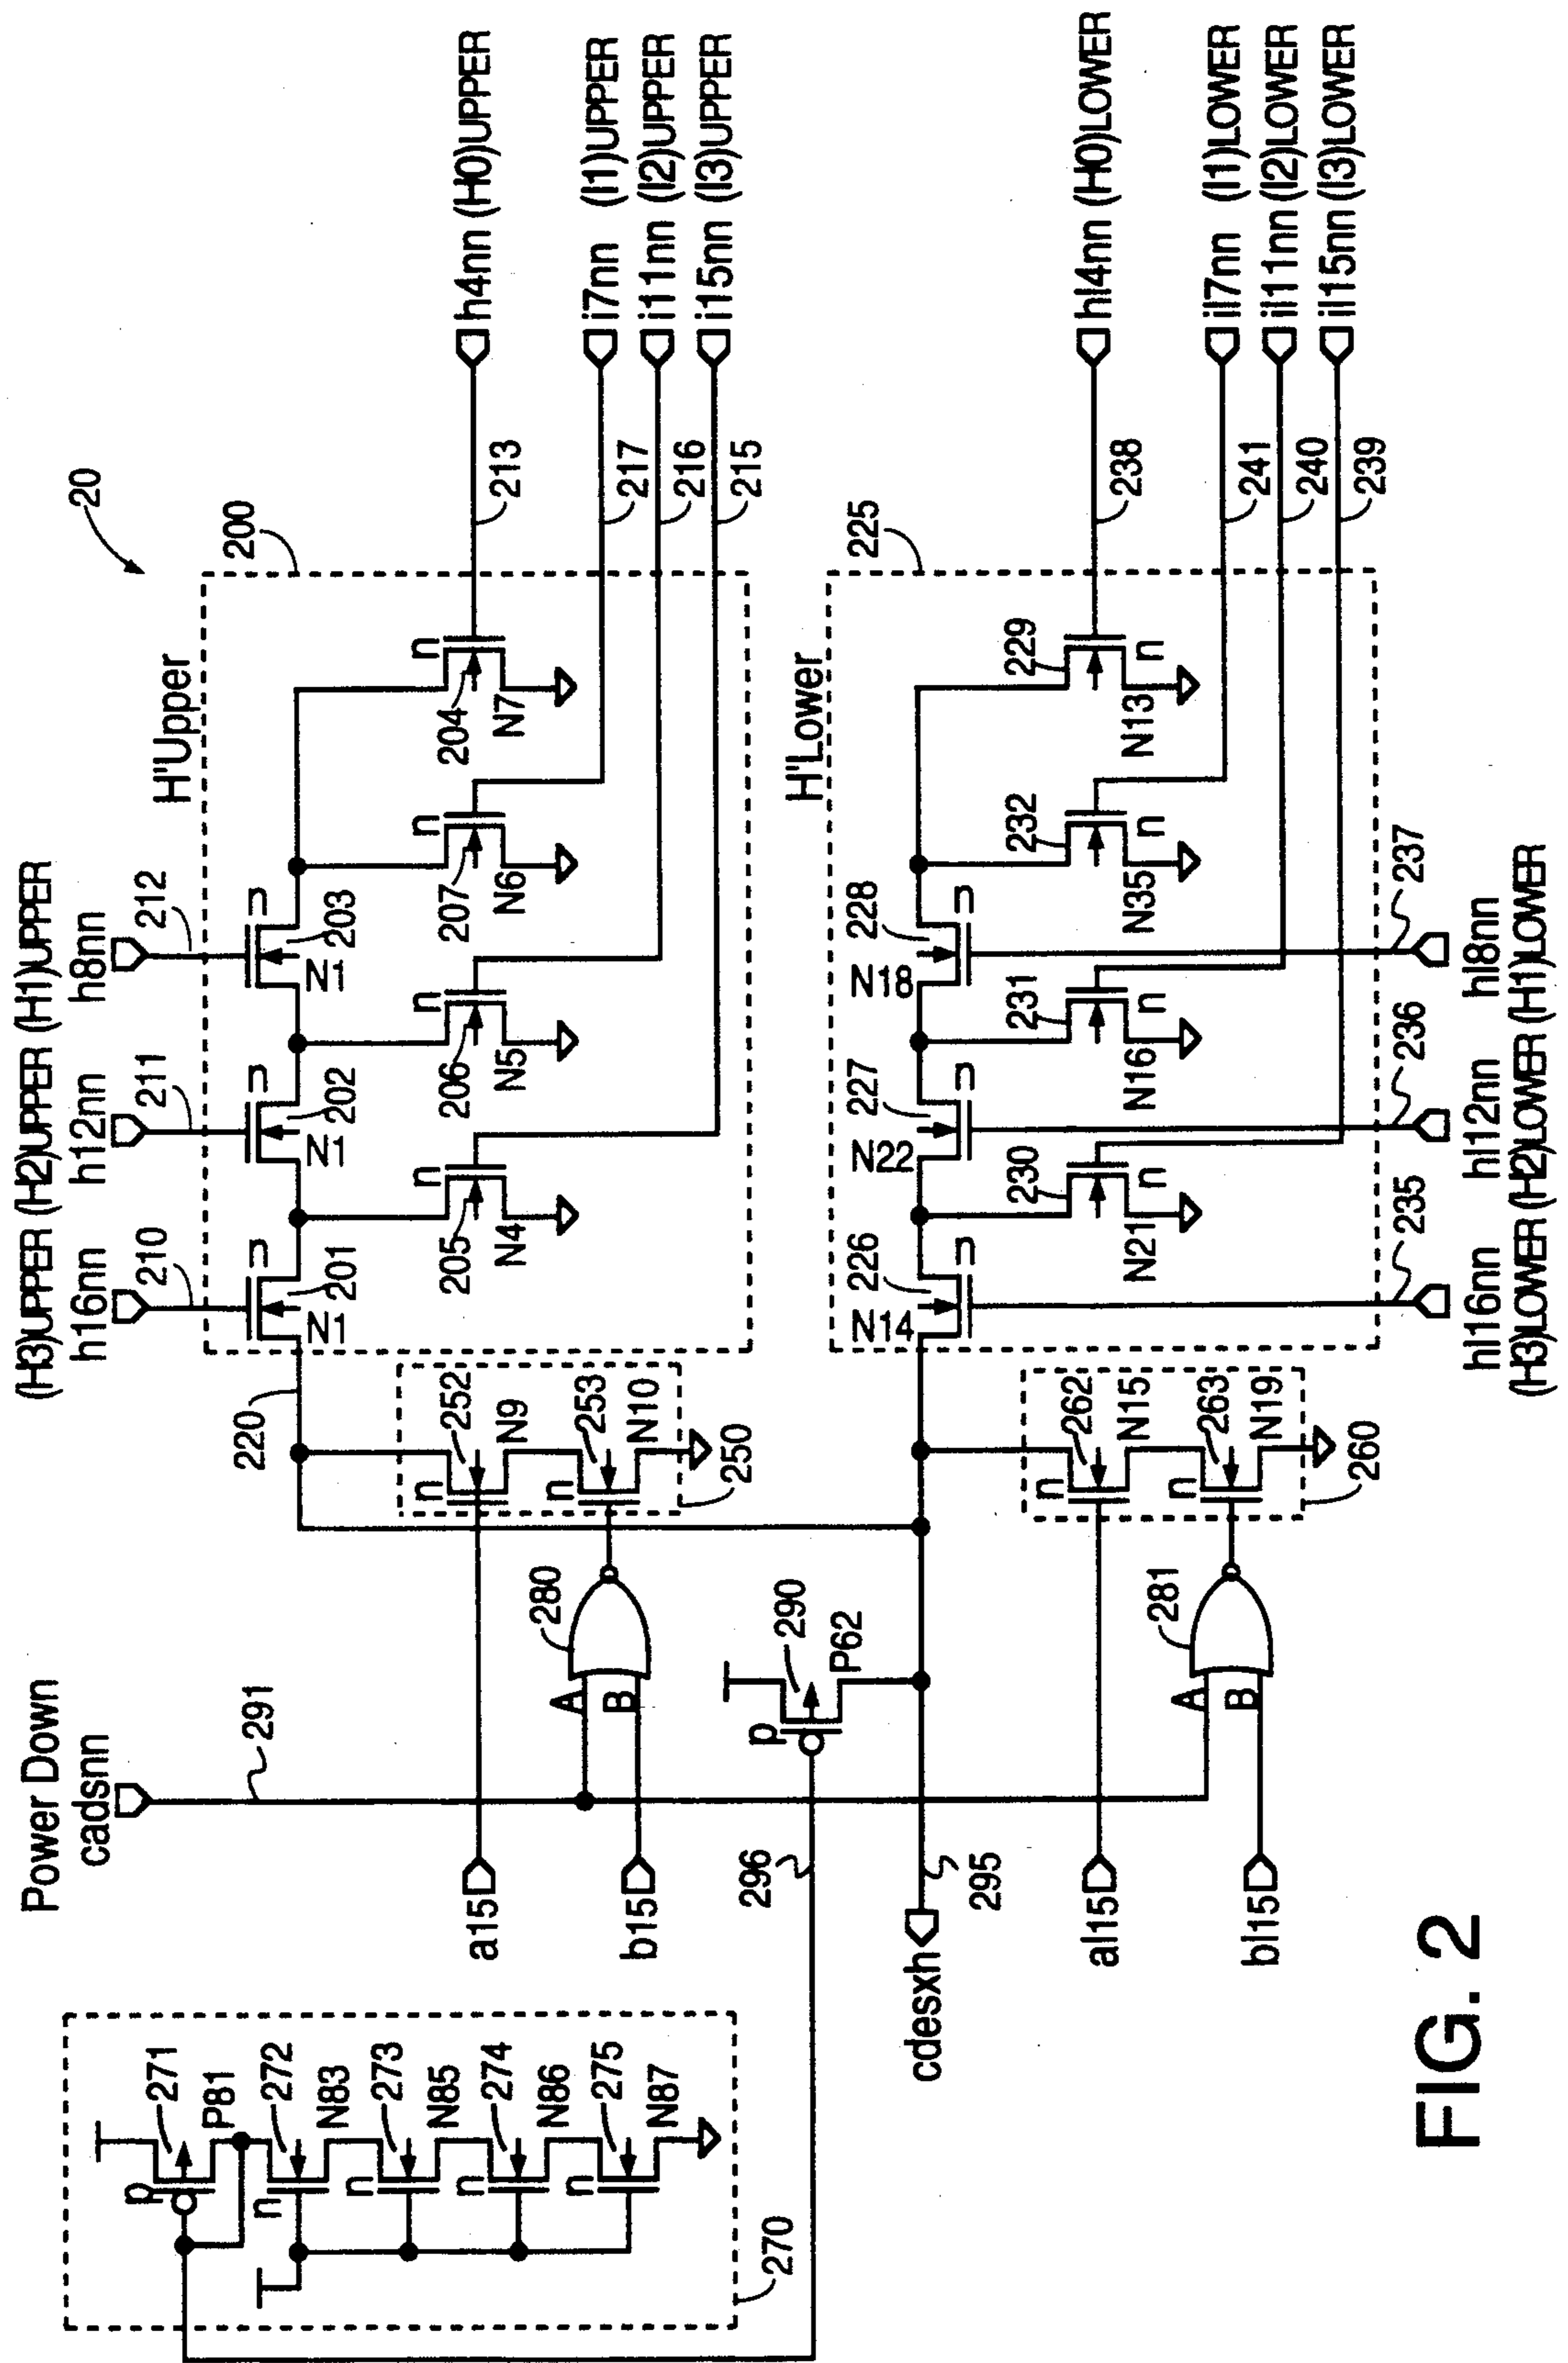 20
(H3)UPPER (H2)UPPER (H1)UPPER
h16nn h12nn h8nn
210 211 212
H'Upper
200
220
n n n
201 202 203
N1 N1 N1
n n n n
205 206 207 204
N4 N5 N6 N7
213
h4nn (H0)UPPER
217
i7nn (I1)UPPER
216
i11nn (I2)UPPER
215
i15nn (I3)UPPER
Power Down
cadsnn
291
a15
b15
A
B
280
n 252
N9
n 253
N10
250
271
p
P81
272
n
N83
273
n
N85
274
n
N86
275
n
N87
270
p
290
P62
296
295
cdesxh
H'Lower
225
226 227 228
N14 N22 N18
n n n
230 231 232 229
n n n n
N21 N16 N35 N13
238
hl4nn (H0)LOWER
241
il7nn (I1)LOWER
240
il11nn (I2)LOWER
239
il15nn (I3)LOWER
al15
bl15
A
B
281
n 262
N15
n 263
N19
260
235 236 237
hl16nn hl12nn hl8nn
(H3)LOWER (H2)LOWER (H1)LOWER
FIG. 2